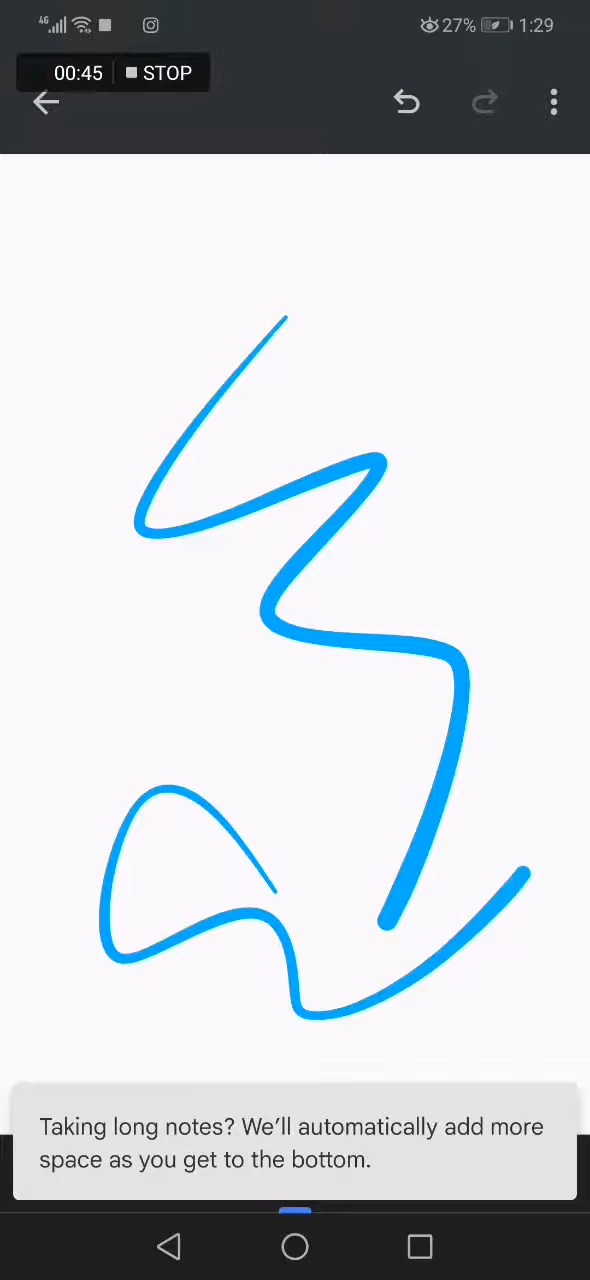 4G 27% 1:29
00:45 STOP
Taking long notes? We’ll automatically add more
space as you get to the bottom.